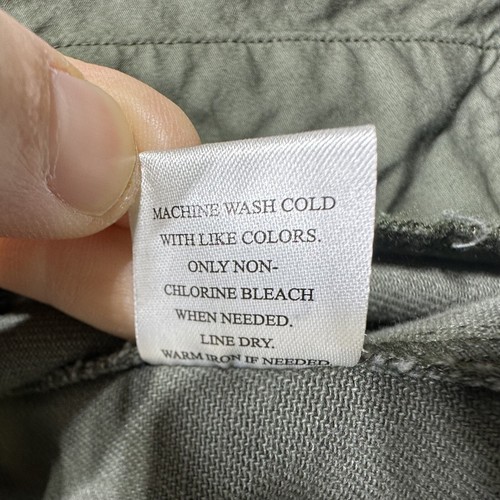 MACHINE WASH COLD
WITH LIKE COLORS.
ONLY NON-
CHLORINE BLEACH
WHEN NEEDED.
LINE DRY.
WARM IRON IF NEEDED